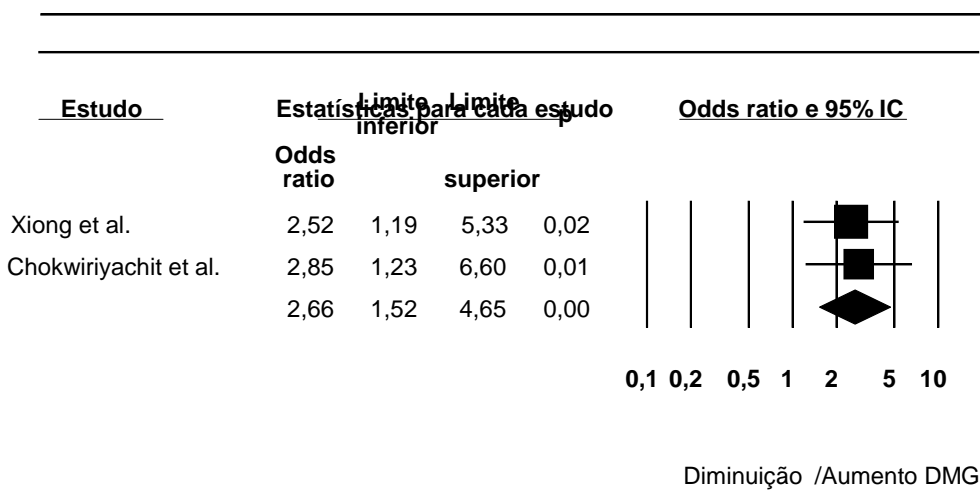 Estudo Estatísticas para cada estudo Odds ratio e 95% IC
Limite Limite
inferior p
Odds
ratio superior
Xiong et al. 2,52 1,19 5,33 0,02
Chokwiriyachit et al. 2,85 1,23 6,60 0,01
2,66 1,52 4,65 0,00
0,1 0,2 0,5 1 2 5 10
Diminuição /Aumento DMG